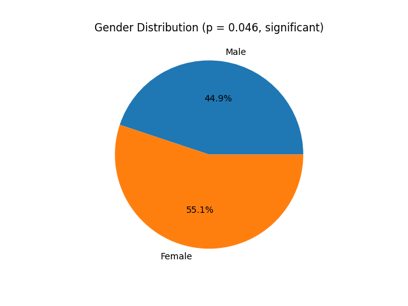 Gender Distribution (p = 0.046, significant)
Male
44.9%
55.1%
Female